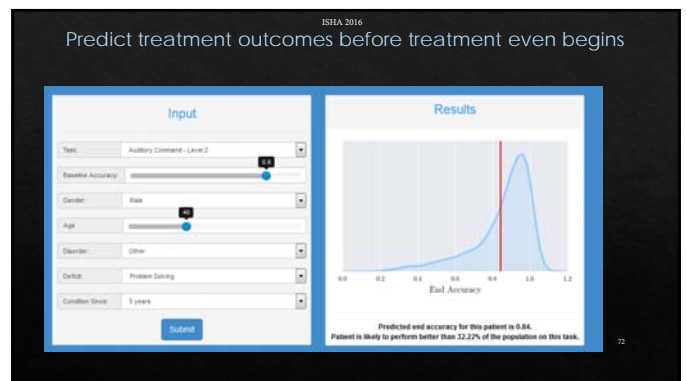 ISHA 2016
Predict treatment outcomes before treatment even begins
Input
Task: Auditory Command - Level 2
0.8
Baseline Accuracy:
Gender: Male
40
Age
Disorder: Other
Deficit: Problem Solving
Condition Since: 5 years
Submit
Results
0.0 0.2 0.4 0.6 0.8 1.0 1.2
End Accuracy
Predicted end accuracy for this patient is 0.84.
Patient is likely to perform better than 32.22% of the population on this task.
72